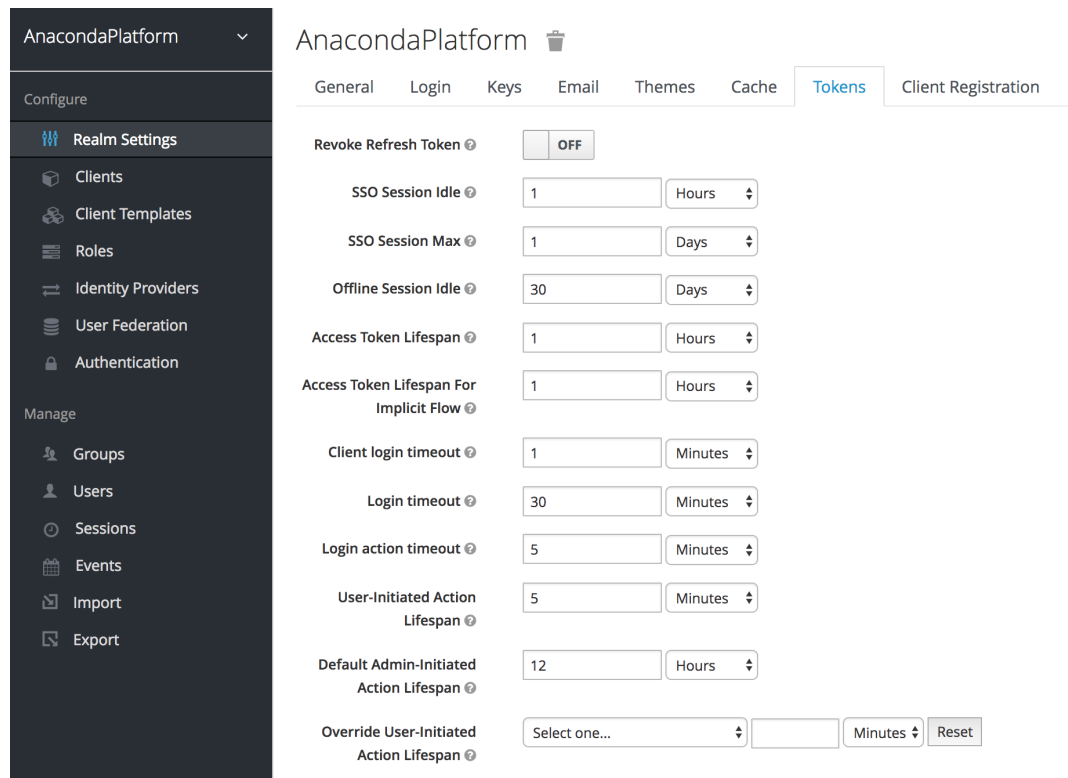 AnacondaPlatform
Configure
Realm Settings
Clients
Client Templates
Roles
Identity Providers
User Federation
Authentication
Manage
Groups
Users
Sessions
Events
Import
Export
AnacondaPlatform
General Login Keys Email Themes Cache Tokens Client Registration
Revoke Refresh Token OFF
SSO Session Idle 1 Hours
SSO Session Max 1 Days
Offline Session Idle 30 Days
Access Token Lifespan 1 Hours
Access Token Lifespan For 1 Hours
Implicit Flow
Client login timeout 1 Minutes
Login timeout 30 Minutes
Login action timeout 5 Minutes
User-Initiated Action 5 Minutes
Lifespan
Default Admin-Initiated 12 Hours
Action Lifespan
Override User-Initiated Select one... Minutes Reset
Action Lifespan